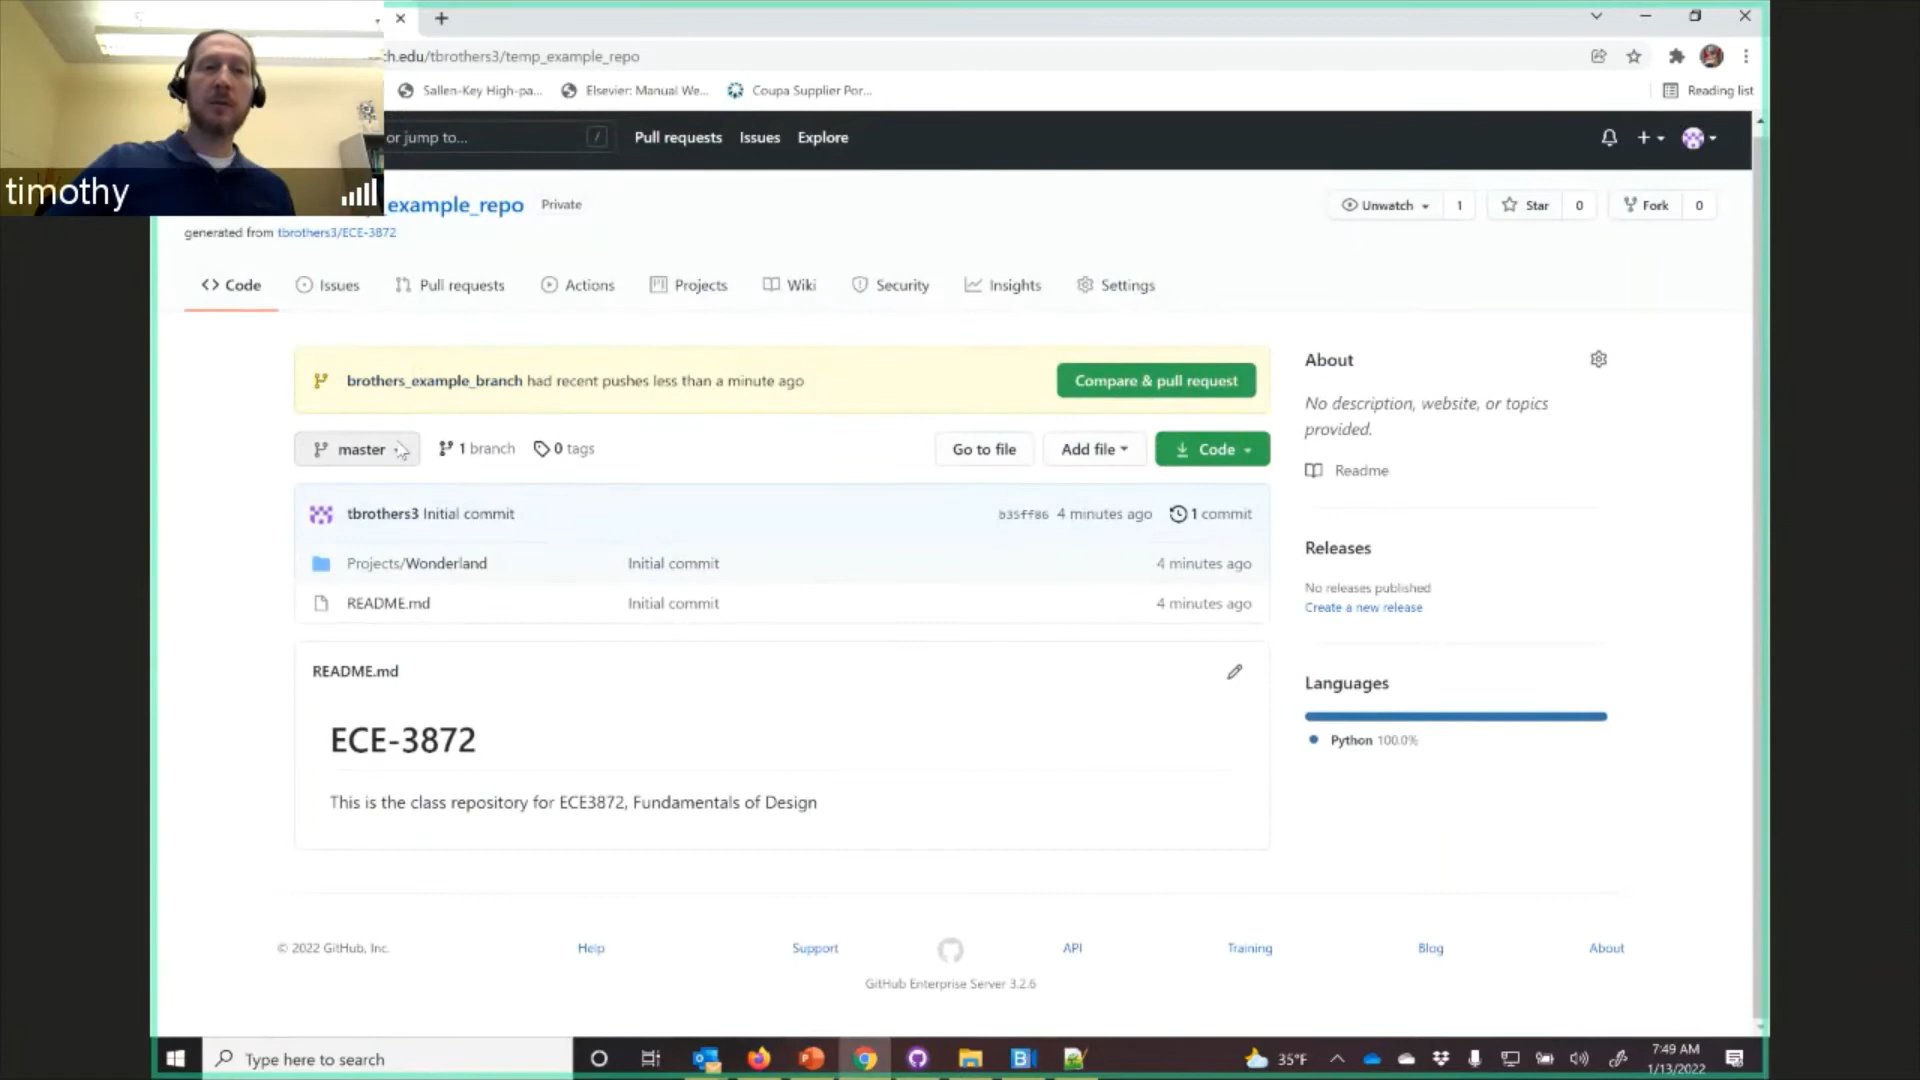 timothy
h.edu/tbrothers3/temp_example_repo
Sallen-Key High-pa...
Elsevier: Manual We...
Coupa Supplier Por...
Reading list
or jump to...
/
Pull requests
Issues
Explore
example_repo
Private
Unwatch
1
Star
0
Fork
0
generated from tbrothers3/ECE-3872
Code
Issues
Pull requests
Actions
Projects
Wiki
Security
Insights
Settings
brothers_example_branch had recent pushes less than a minute ago
Compare & pull request
master
1 branch
0 tags
Go to file
Add file
Code
tbrothers3 Initial commit
b35ff86 4 minutes ago
1 commit
Projects/Wonderland
Initial commit
4 minutes ago
README.md
Initial commit
4 minutes ago
README.md
ECE-3872
This is the class repository for ECE3872, Fundamentals of Design
About
No description, website, or topics
provided.
Readme
Releases
No releases published
Create a new release
Languages
Python 100.0%
© 2022 GitHub, Inc.
Help
Support
API
Training
Blog
About
GitHub Enterprise Server 3.2.6
Type here to search
35°F
7:49 AM
1/13/2022